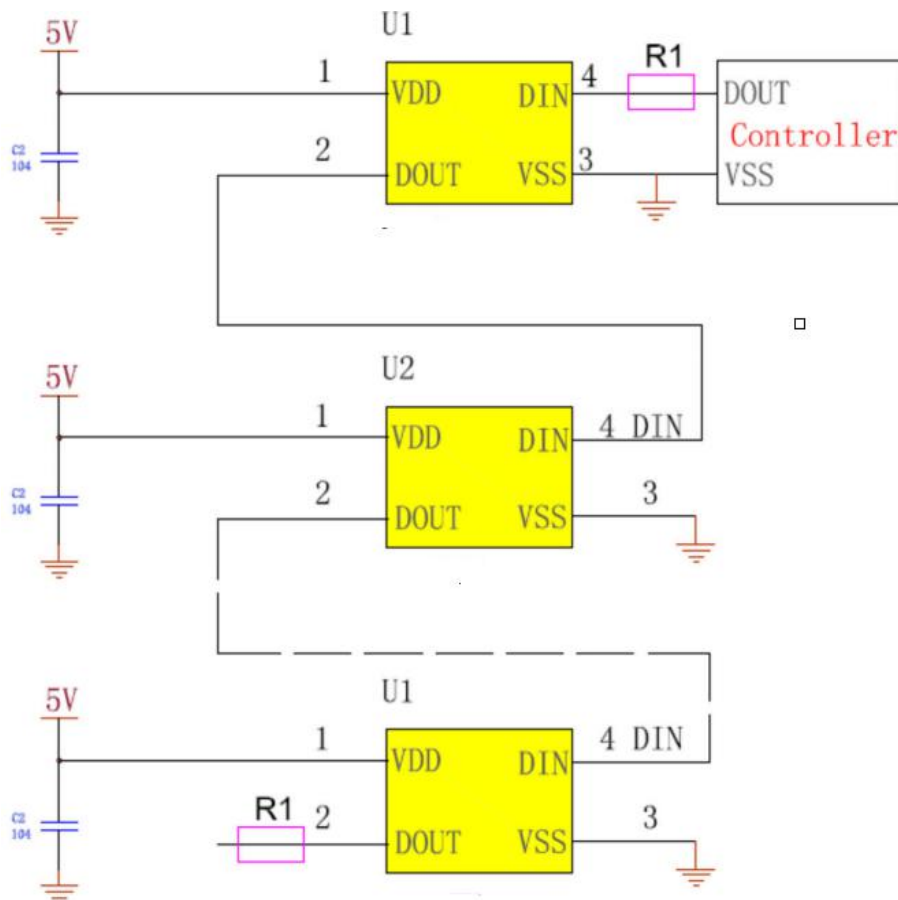 U1
5V
1
VDD
DIN
4
R1
DOUT
Controller
C2
104
2
DOUT
VSS
3
VSS
U2
5V
1
VDD
DIN
4 DIN
C2
104
2
DOUT
VSS
3
U1
5V
1
VDD
DIN
4 DIN
C2
104
R1
2
DOUT
VSS
3